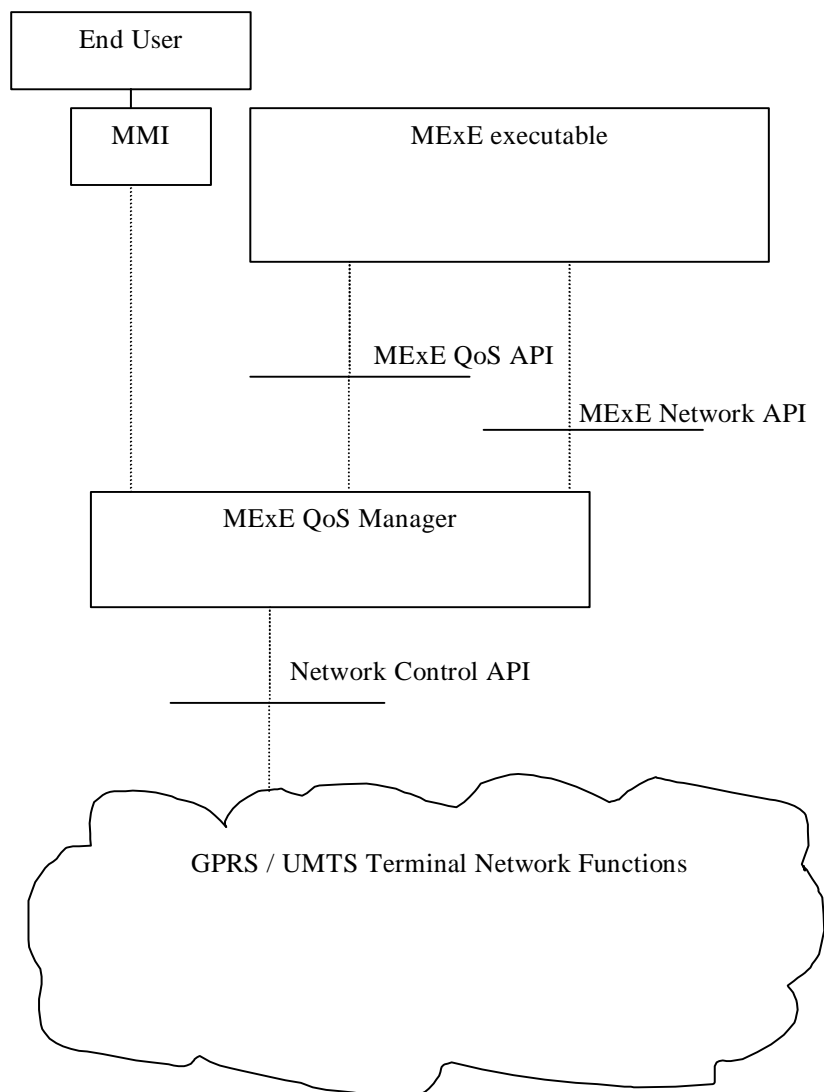 End User
MMI
MExE executable
MExE QoS API
MExE Network API
MExE QoS Manager
Network Control API
GPRS / UMTS Terminal Network Functions